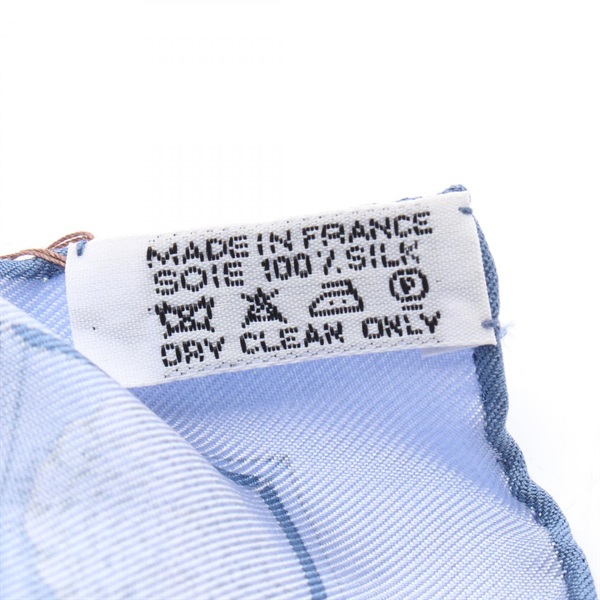 MADE IN FRANCE
SOIE 100% SILK
P
DRY CLEAN ONLY